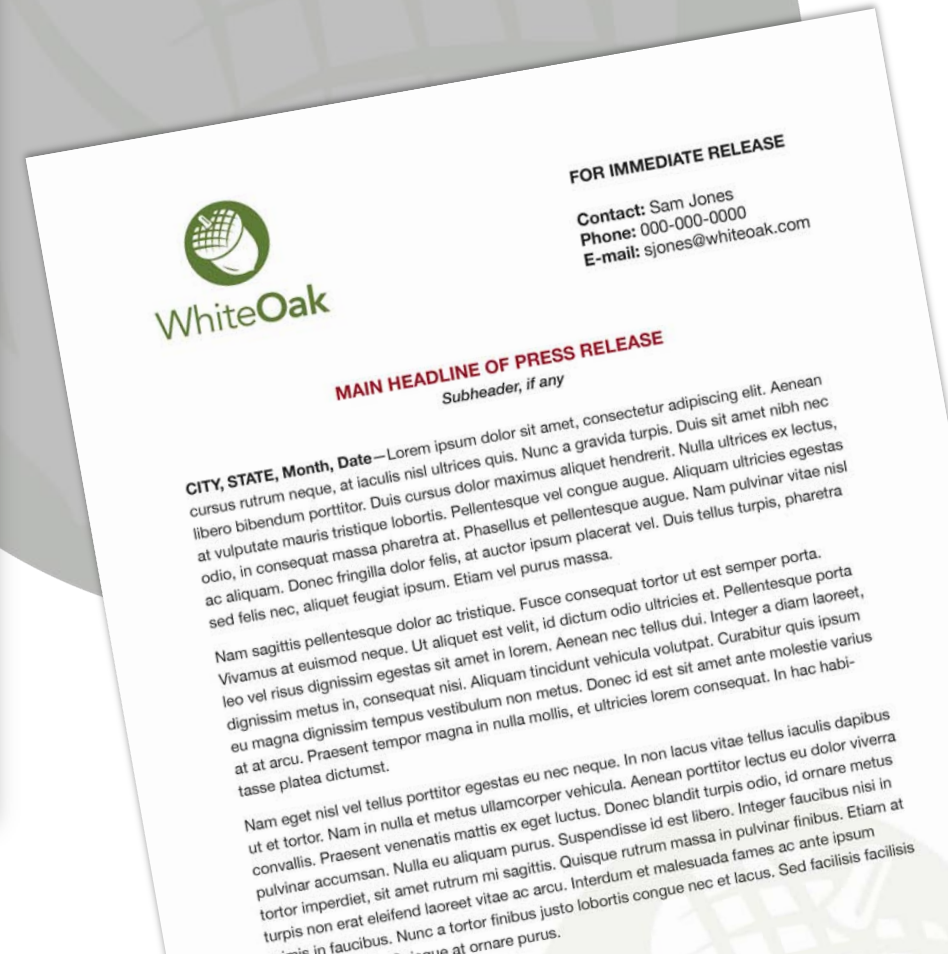 WhiteOak
FOR IMMEDIATE RELEASE
Contact: Sam Jones
Phone: 000-000-0000
E-mail: sjones@whiteoak.com
MAIN HEADLINE OF PRESS RELEASE
Subheader, if any
CITY, STATE, Month, Date—Lorem ipsum dolor sit amet, consectetur adipiscing elit. Aenean
cursus rutrum neque, at iaculis nisl ultrices quis. Nunc a gravida turpis. Duis sit amet nibh nec
libero bibendum porttitor. Duis cursus dolor maximus aliquet hendrerit. Nulla ultrices ex lectus,
at vulputate mauris tristique lobortis. Pellentesque vel congue augue. Aliquam ultricies egestas
odio, in consequat massa pharetra at. Phasellus et pellentesque augue. Nam pulvinar vitae nisl
ac aliquam. Donec fringilla dolor felis, at auctor ipsum placerat vel. Duis tellus turpis, pharetra
sed felis nec, aliquet feugiat ipsum. Etiam vel purus massa.
Nam sagittis pellentesque dolor ac tristique. Fusce consequat tortor ut est semper porta.
Vivamus at euismod neque. Ut aliquet est velit, id dictum odio ultricies et. Pellentesque porta
leo vel risus dignissim egestas sit amet in lorem. Aenean nec tellus dui. Integer a diam laoreet,
dignissim metus in, consequat nisi. Aliquam tincidunt vehicula volutpat. Curabitur quis ipsum
eu magna dignissim tempus vestibulum non metus. Donec id est sit amet ante molestie varius
at at arcu. Praesent tempor magna in nulla mollis, et ultricies lorem consequat. In hac habi-
tasse platea dictumst.
Nam eget nisl vel tellus porttitor egestas eu nec neque. In non lacus vitae tellus iaculis dapibus
ut et tortor. Nam in nulla et metus ullamcorper vehicula. Aenean porttitor lectus eu dolor viverra
convallis. Praesent venenatis mattis ex eget luctus. Donec blandit turpis odio, id ornare metus
pulvinar accumsan. Nulla eu aliquam purus. Suspendisse id est libero. Integer faucibus nisi in
tortor imperdiet, sit amet rutrum mi sagittis. Quisque rutrum massa in pulvinar finibus. Etiam at
turpis non erat eleifend laoreet vitae ac arcu. Interdum et malesuada fames ac ante ipsum
in faucibus. Nunc a tortor finibus justo lobortis congue nec et lacus. Sed facilisis facilisis
at ornare purus.